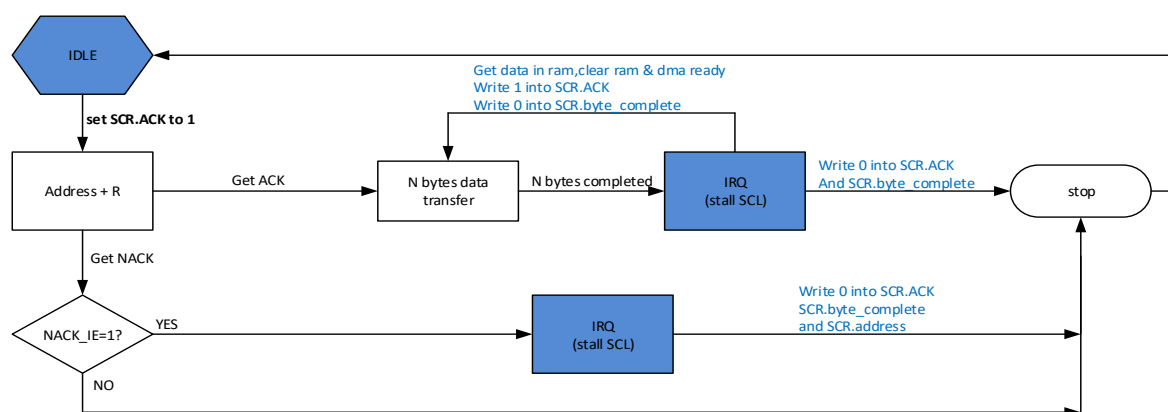 IDLE
Get data in ram,clear ram & dma ready
Write 1 into SCR.ACK
Write 0 into SCR.byte_complete
set SCR.ACK to 1
Address + R
Get ACK
N bytes data
transfer
N bytes completed
IRQ
(stall SCL)
Write 0 into SCR.ACK
And SCR.byte_complete
stop
Get NACK
NACK_IE=1?
YES
IRQ
(stall SCL)
Write 0 into SCR.ACK
SCR.byte_complete
and SCR.address
NO